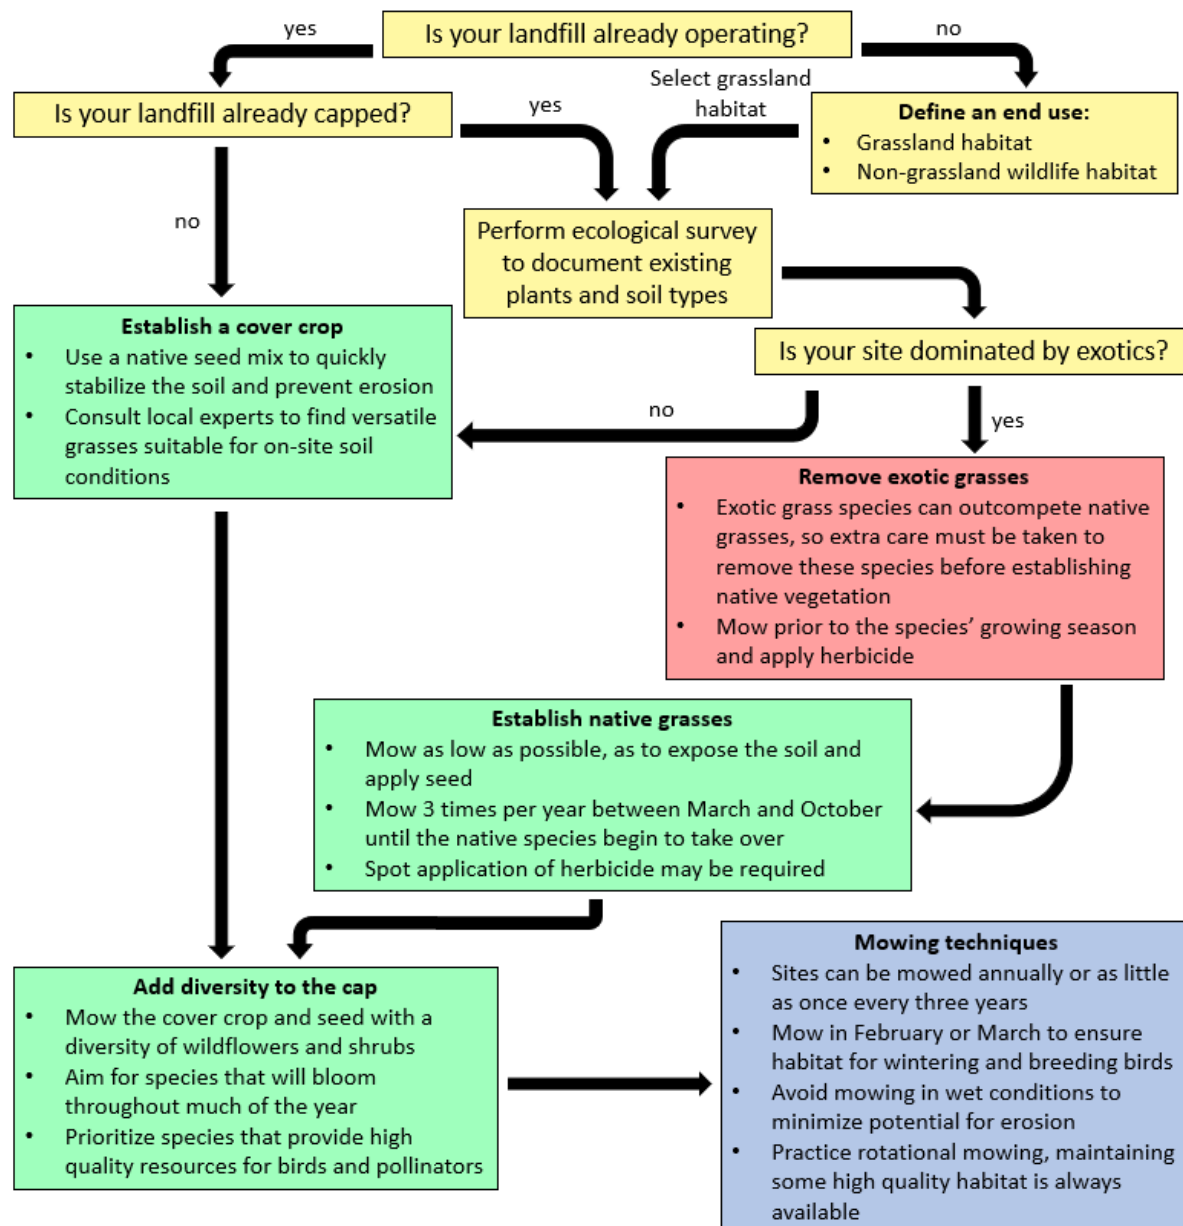 Is your landfill already operating?
yes
no
Select grassland
habitat
Is your landfill already capped?
yes
Define an end use:
• Grassland habitat
• Non-grassland wildlife habitat
no
Perform ecological survey
to document existing
plants and soil types
Establish a cover crop
• Use a native seed mix to quickly
stabilize the soil and prevent erosion
• Consult local experts to find versatile
grasses suitable for on-site soil
conditions
Is your site dominated by exotics?
no
yes
Remove exotic grasses
• Exotic grass species can outcompete native
grasses, so extra care must be taken to
remove these species before establishing
native vegetation
• Mow prior to the species’ growing season
and apply herbicide
Establish native grasses
• Mow as low as possible, as to expose the soil and
apply seed
• Mow 3 times per year between March and October
until the native species begin to take over
• Spot application of herbicide may be required
Add diversity to the cap
• Mow the cover crop and seed with a
diversity of wildflowers and shrubs
• Aim for species that will bloom
throughout much of the year
• Prioritize species that provide high
quality resources for birds and pollinators
Mowing techniques
• Sites can be mowed annually or as little
as once every three years
• Mow in February or March to ensure
habitat for wintering and breeding birds
• Avoid mowing in wet conditions to
minimize potential for erosion
• Practice rotational mowing, maintaining
some high quality habitat is always
available